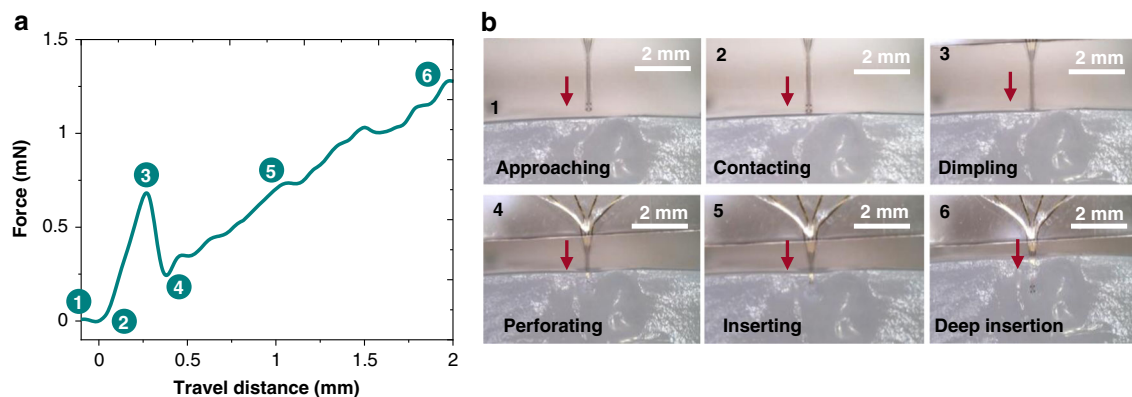 a
1.5
1
0.5
0
Force (mN)
1
2
3
4
5
6
0
0.5
1
1.5
2
Travel distance (mm)
b
1
2 mm
Approaching
2
2 mm
Contacting
3
2 mm
Dimpling
4
2 mm
Perforating
5
2 mm
Inserting
6
2 mm
Deep insertion